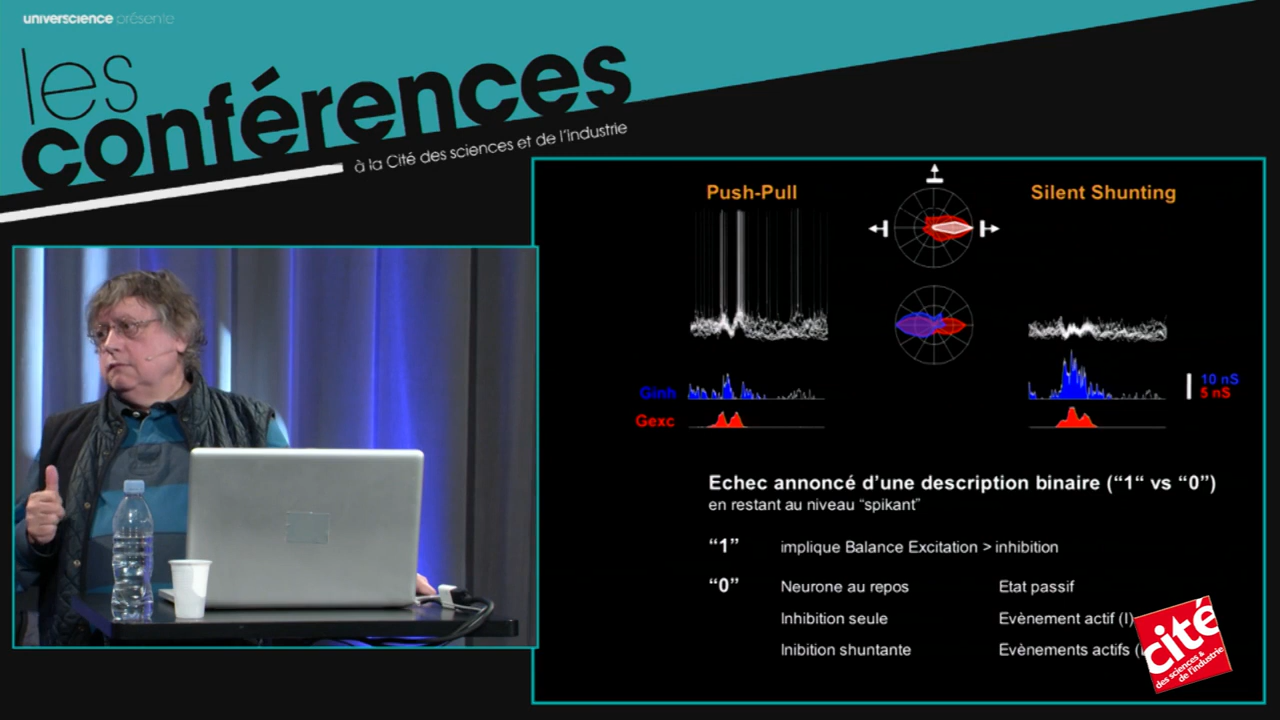 universcience présente
les
conférences
à la Cité des sciences et de l'industrie
Push-Pull
Silent Shunting
Ginh
10 nS
5 nS
Gexc
Echec annoncé d'une description binaire (“1“ vs “0”)
en restant au niveau “spikant”
“1” implique Balance Excitation > inhibition
“0” Neurone au repos Etat passif
Inhibition seule Evènement actif (I)
Inibition shuntante Evènements actifs (
cité
des sciences &
de l'industrie